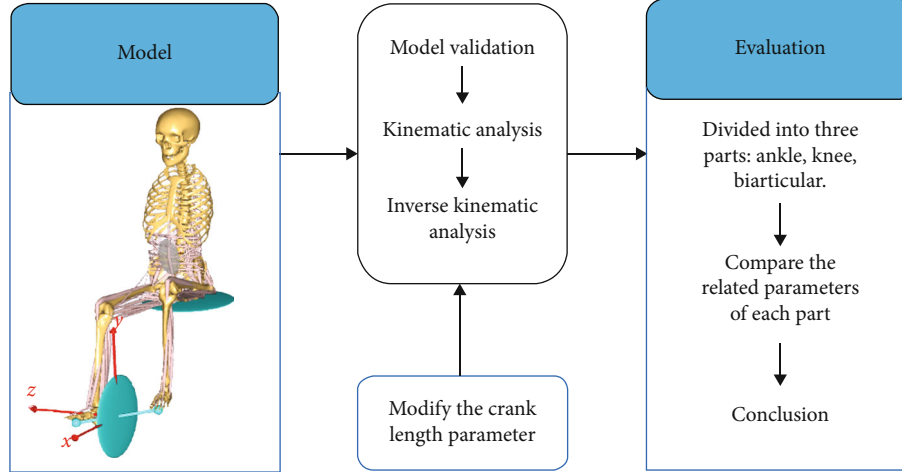 Model
y
z
x
Model validation
Kinematic analysis
Inverse kinematic
analysis
Modify the crank
length parameter
Evaluation
Divided into three
parts: ankle, knee,
biarticular.
Compare the
related parameters
of each part
Conclusion